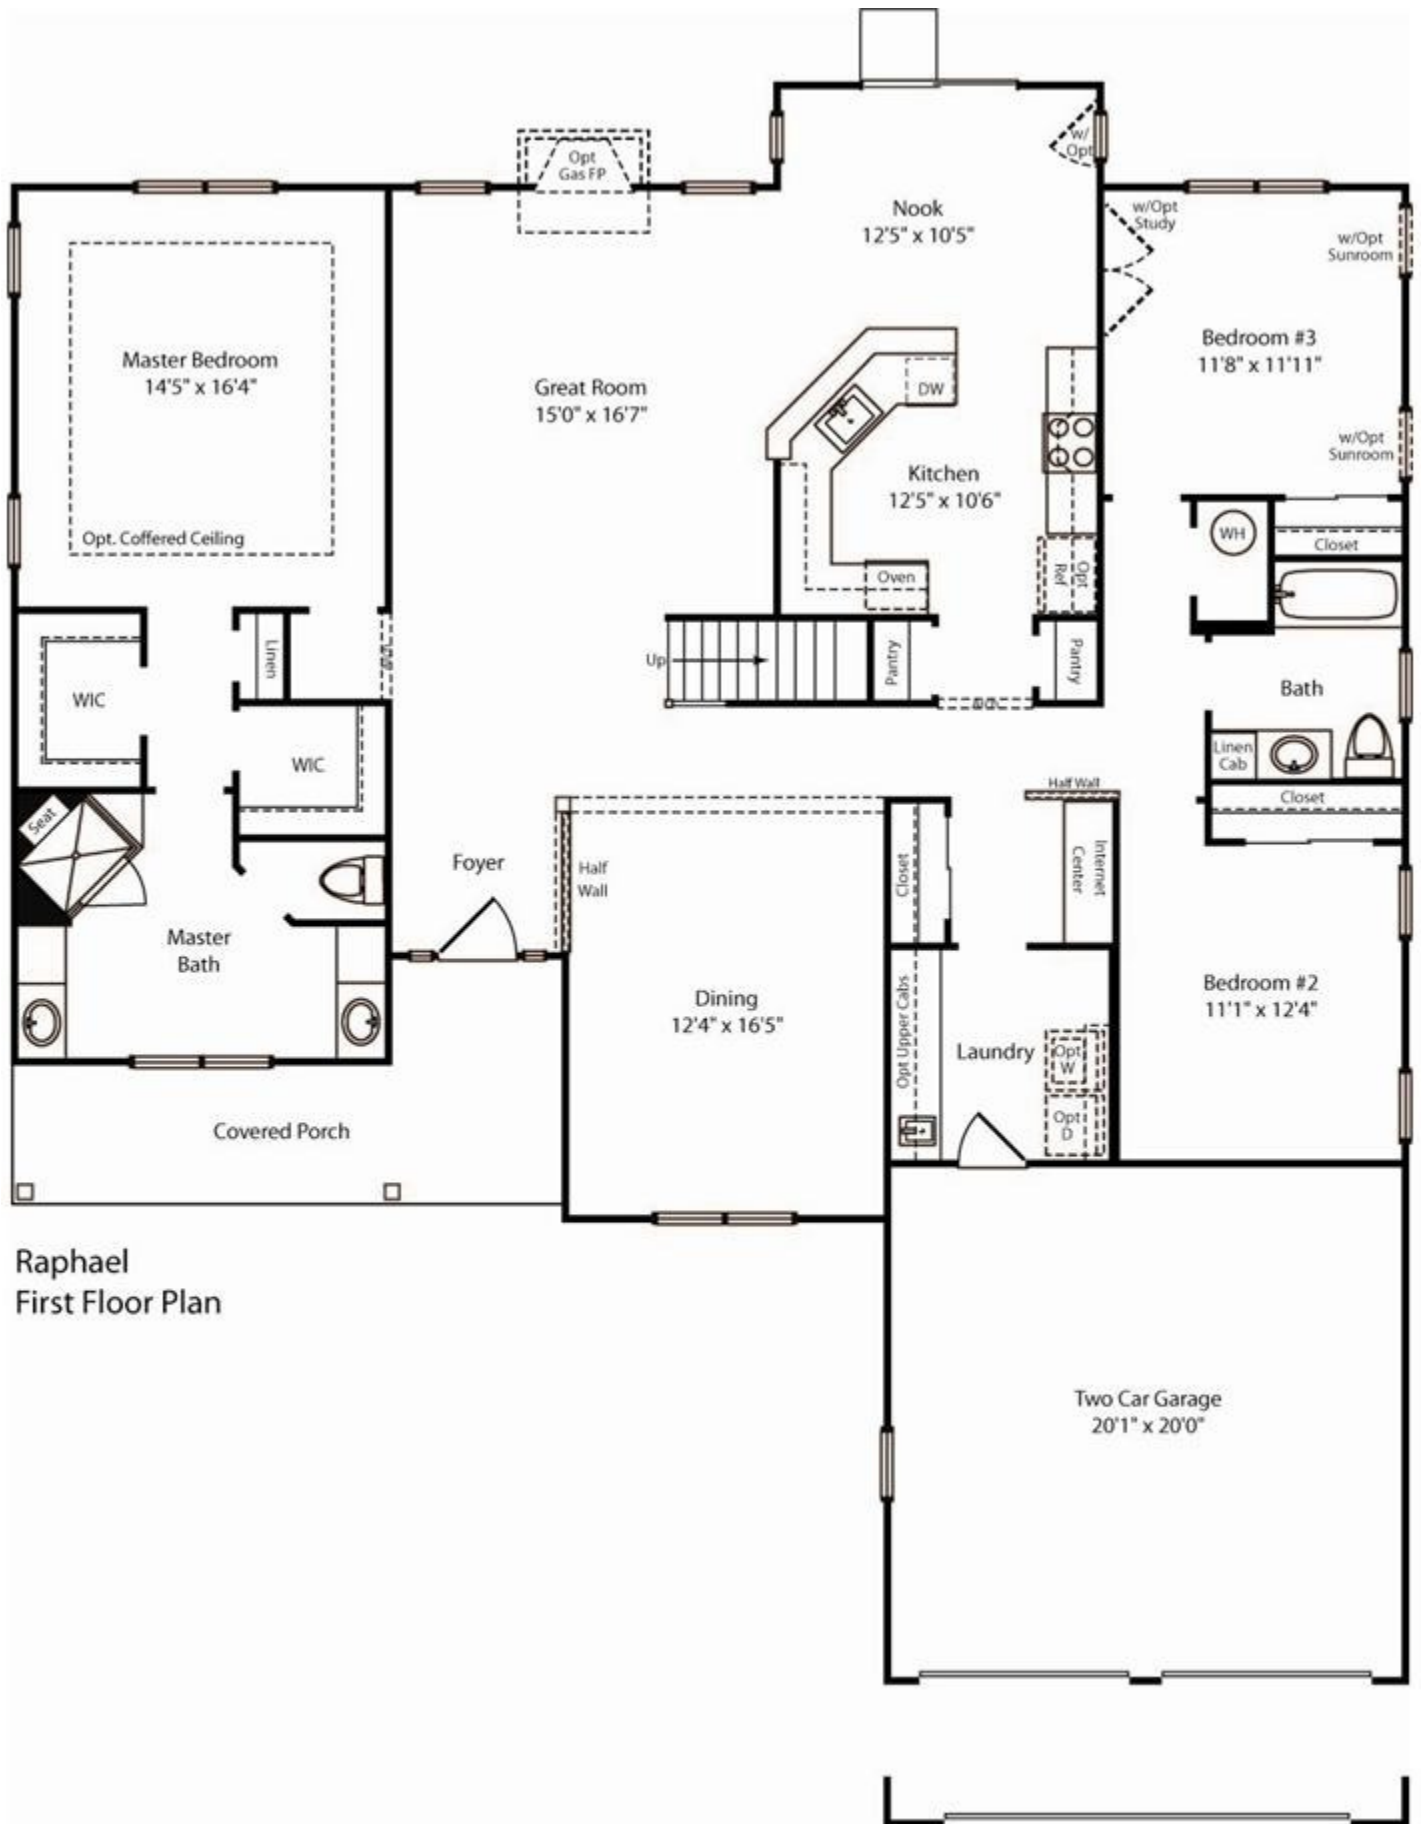 w/
Opt
Opt
Gas FP
Nook
12'5" x 10'5"
w/Opt
Study
w/Opt
Sunroom
Master Bedroom
14'5" x 16'4"
Great Room
15'0" x 16'7"
DW
Bedroom #3
11'8" x 11'11"
w/Opt
Sunroom
Kitchen
12'5" x 10'6"
Opt. Coffered Ceiling
WH
Closet
Oven
Opt
Ref
Linen
Up
Pantry
Pantry
WIC
Bath
WIC
Linen
Cab
Half Wall
Closet
Seat
Foyer
Half
Wall
Closet
Internet
Center
Master
Bath
Dining
12'4" x 16'5"
Opt Upper Cabs
Laundry
Opt
W
Opt
D
Bedroom #2
11'1" x 12'4"
Covered Porch
Raphael
First Floor Plan
Two Car Garage
20'1" x 20'0"